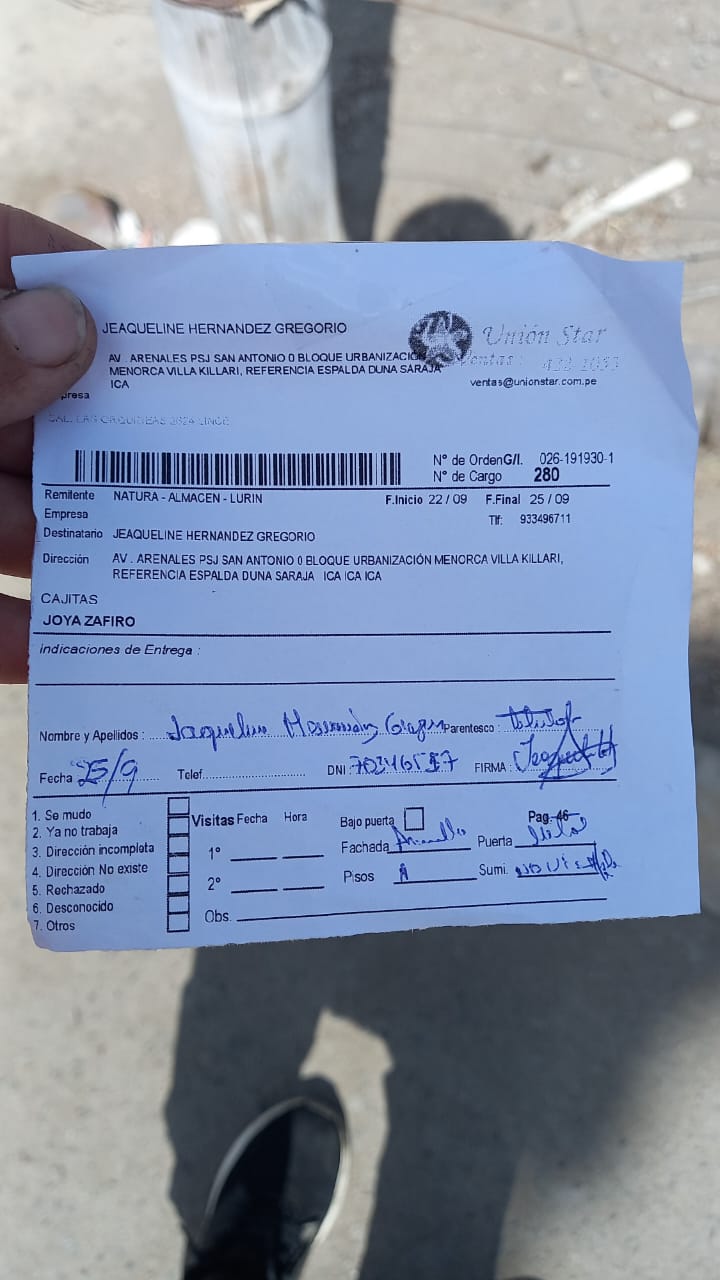 JEAQUELINE HERNANDEZ GREGORIO
AV . ARENALES PSJ SAN ANTONIO 0 BLOQUE URBANIZACIÓN
MENORCA VILLA KILLARI, REFERENCIA ESPALDA DUNA SARAJA
ICA
Unión Star
Ventas :
ventas@unionstar.com.pe
presa
N° de Orden G/I. 026-191930-1
N° de Cargo 280
Remitente NATURA - ALMACEN - LURIN F.Inicio 22 / 09 F.Final 25 / 09
Empresa Tlf: 933496711
Destinatario JEAQUELINE HERNANDEZ GREGORIO
Dirección AV . ARENALES PSJ SAN ANTONIO 0 BLOQUE URBANIZACIÓN MENORCA VILLA KILLARI,
REFERENCIA ESPALDA DUNA SARAJA ICA ICA ICA
CAJITAS
JOYA ZAFIRO
Indicaciones de Entrega :
Nombre y Apellidos : Jaqueline Parentesco : titular
Fecha 25/9 Telef. DNI FIRMA :
1. Se mudo
2. Ya no trabaja
3. Dirección incompleta
4. Dirección No existe
5. Rechazado
6. Desconocido
7. Otros
Visitas Fecha Hora
1°
2°
Obs.
Bajo puerta Pag. 46
Fachada Puerta
Pisos Sumi.